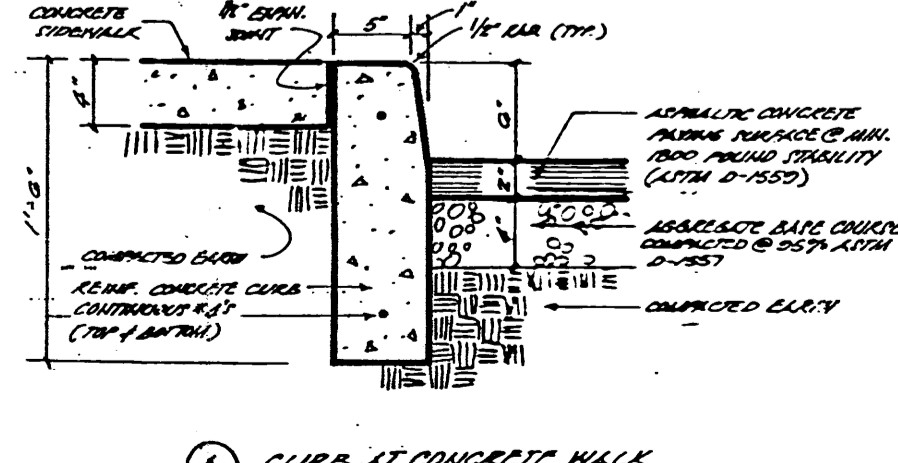 CONCRETE
SIDEWALK
1/2" EXPAN.
JOINT
5"
1"
1/2" RAD. (TYP.)
4"
1'-6"
6"
2"
4"
ASPHALTIC CONCRETE
PAVING SURFACE @ MIN.
1800 POUND STABILITY
(ASTM D-1559)
AGGREGATE BASE COURSE
COMPACTED @ 95% ASTM
D-1557
COMPACTED EARTH
COMPACTED EARTH
REINF. CONCRETE CURB
CONTINUOUS #4'S
(TOP & BOTTOM)
CURB AT CONCRETE WALK